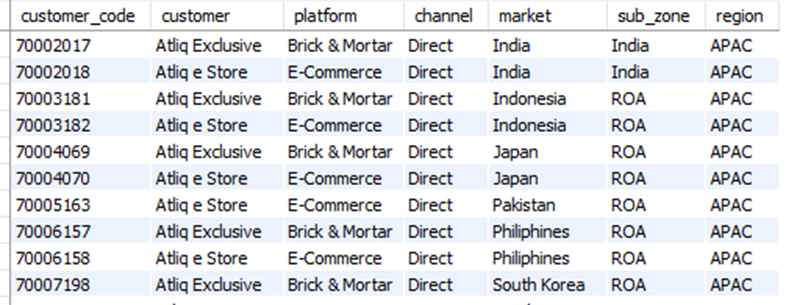 customer_code customer platform channel market sub_zone region
70002017 Atliq Exclusive Brick & Mortar Direct India India APAC
70002018 Atliq e Store E-Commerce Direct India India APAC
70003181 Atliq Exclusive Brick & Mortar Direct Indonesia ROA APAC
70003182 Atliq e Store E-Commerce Direct Indonesia ROA APAC
70004069 Atliq Exclusive Brick & Mortar Direct Japan ROA APAC
70004070 Atliq e Store E-Commerce Direct Japan ROA APAC
70005163 Atliq e Store E-Commerce Direct Pakistan ROA APAC
70006157 Atliq Exclusive Brick & Mortar Direct Philiphines ROA APAC
70006158 Atliq e Store E-Commerce Direct Philiphines ROA APAC
70007198 Atliq Exclusive Brick & Mortar Direct South Korea ROA APAC